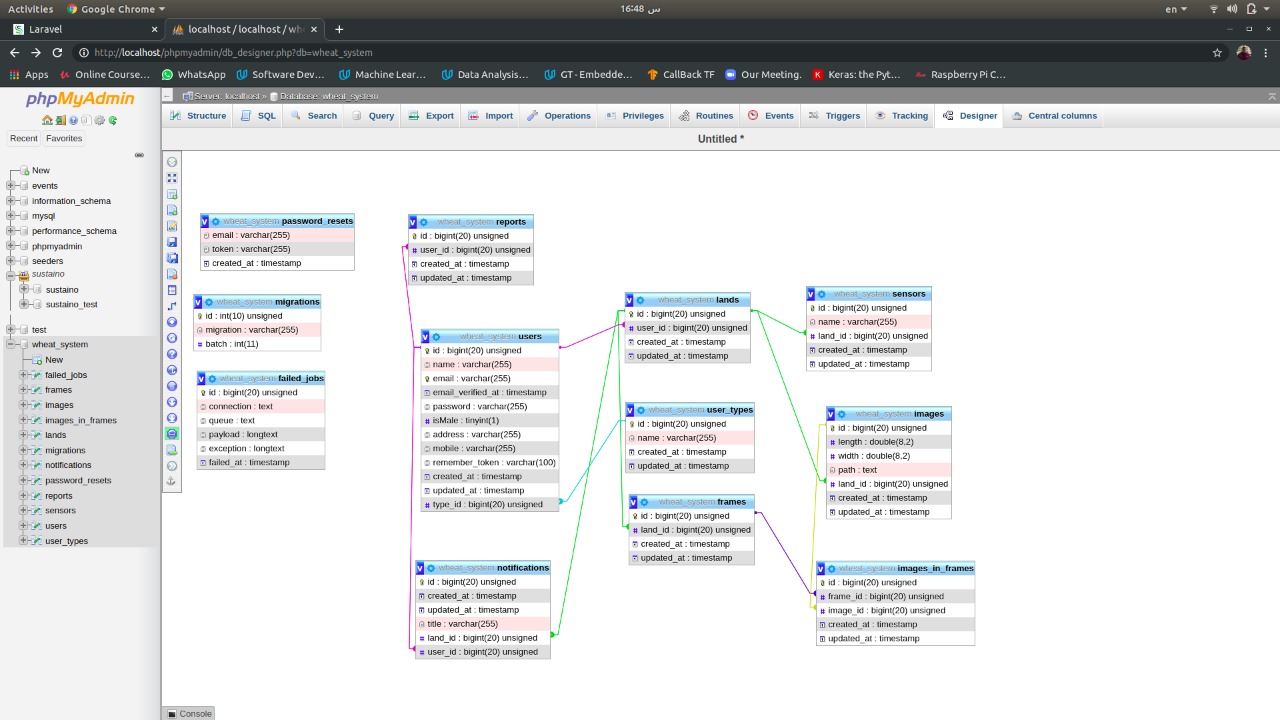 Activities Google Chrome 16:48 س en
Laravel localhost / localhost / wh
http://localhost/phpmyadmin/db_designer.php?db=wheat_system
Apps Online Course… WhatsApp Software Dev… Machine Lear… Data Analysis… GT - Embedde… CallBack TF Our Meeting. Keras: the Pyt… Raspberry Pi C…
phpMyAdmin
Recent Favorites
New
events
information_schema
mysql
performance_schema
phpmyadmin
seeders
sustaino
sustaino
sustaino_test
test
wheat_system
New
failed_jobs
frames
images
images_in_frames
lands
migrations
notifications
password_resets
reports
sensors
users
user_types
Server: localhost » Database: wheat_system
Structure SQL Search Query Export Import Operations Privileges Routines Events Triggers Tracking Designer Central columns
Untitled *
wheat_system password_resets
email : varchar(255)
token : varchar(255)
created_at : timestamp
wheat_system migrations
id : int(10) unsigned
migration : varchar(255)
batch : int(11)
wheat_system failed_jobs
id : bigint(20) unsigned
connection : text
queue : text
payload : longtext
exception : longtext
failed_at : timestamp
wheat_system reports
id : bigint(20) unsigned
user_id : bigint(20) unsigned
created_at : timestamp
updated_at : timestamp
wheat_system users
id : bigint(20) unsigned
name : varchar(255)
email : varchar(255)
email_verified_at : timestamp
password : varchar(255)
isMale : tinyint(1)
address : varchar(255)
mobile : varchar(255)
remember_token : varchar(100)
created_at : timestamp
updated_at : timestamp
type_id : bigint(20) unsigned
wheat_system notifications
id : bigint(20) unsigned
created_at : timestamp
updated_at : timestamp
title : varchar(255)
land_id : bigint(20) unsigned
user_id : bigint(20) unsigned
wheat_system lands
id : bigint(20) unsigned
user_id : bigint(20) unsigned
created_at : timestamp
updated_at : timestamp
wheat_system user_types
id : bigint(20) unsigned
name : varchar(255)
created_at : timestamp
updated_at : timestamp
wheat_system frames
id : bigint(20) unsigned
land_id : bigint(20) unsigned
created_at : timestamp
updated_at : timestamp
wheat_system sensors
id : bigint(20) unsigned
name : varchar(255)
land_id : bigint(20) unsigned
created_at : timestamp
updated_at : timestamp
wheat_system images
id : bigint(20) unsigned
length : double(8,2)
width : double(8,2)
path : text
land_id : bigint(20) unsigned
created_at : timestamp
updated_at : timestamp
wheat_system images_in_frames
id : bigint(20) unsigned
frame_id : bigint(20) unsigned
image_id : bigint(20) unsigned
created_at : timestamp
updated_at : timestamp
Console